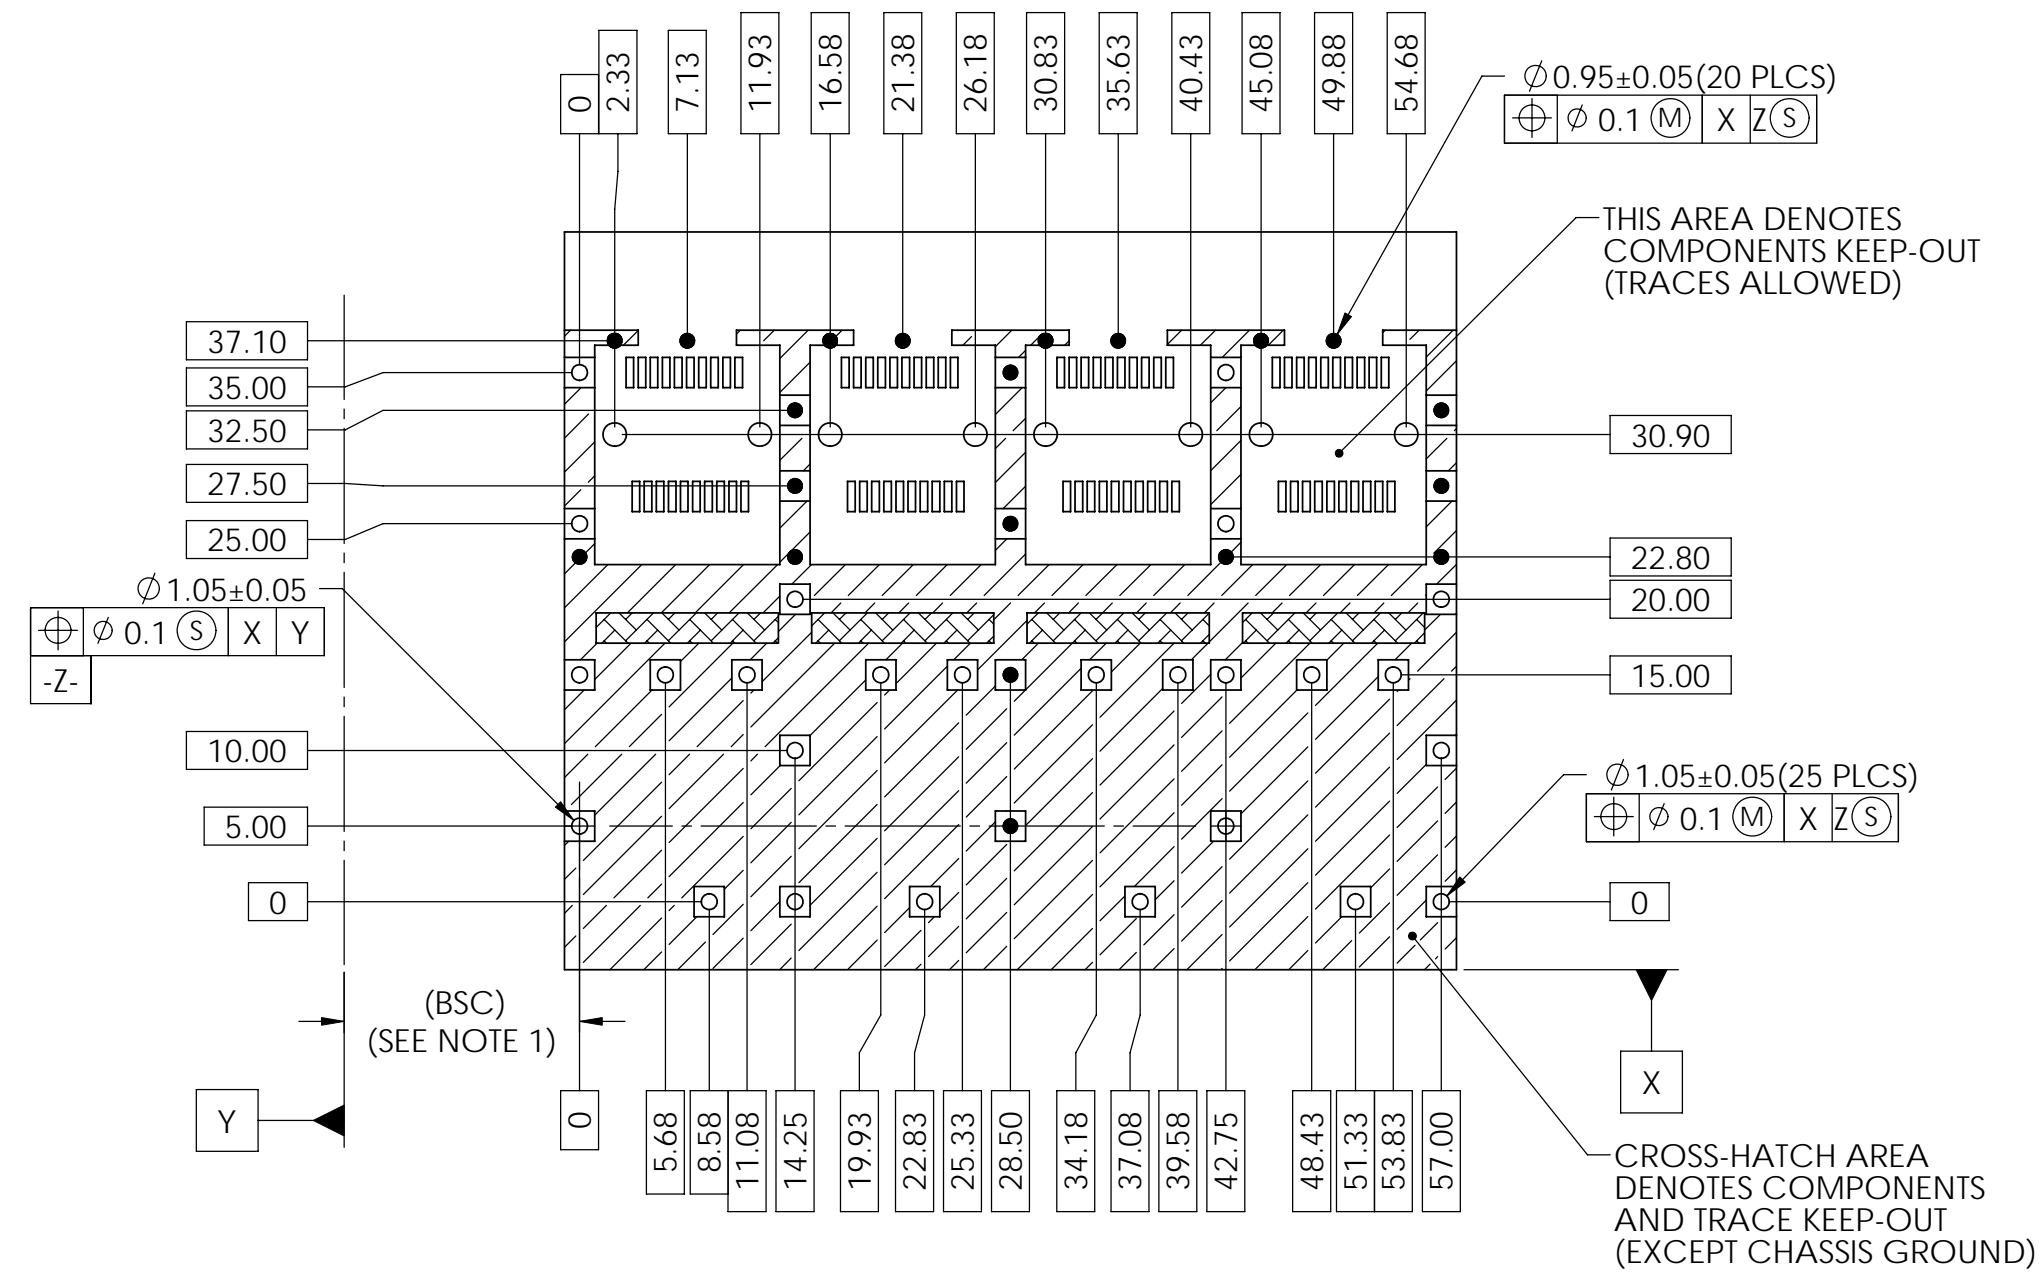 0
2.33
7.13
11.93
16.58
21.38
26.18
30.83
35.63
40.43
45.08
49.88
54.68
Ø0.95±0.05(20 PLCS)
⌖ Ø 0.1 Ⓜ X ZⓈ
THIS AREA DENOTES
COMPONENTS KEEP-OUT
(TRACES ALLOWED)
37.10
35.00
32.50
27.50
25.00
30.90
22.80
20.00
15.00
Ø1.05±0.05
⌖ Ø 0.1 Ⓢ X Y
-Z-
10.00
5.00
0
Ø1.05±0.05(25 PLCS)
⌖ Ø 0.1 Ⓜ X ZⓈ
0
(BSC)
(SEE NOTE 1)
Y
X
0
5.68
8.58
11.08
14.25
19.93
22.83
25.33
28.50
34.18
37.08
39.58
42.75
48.43
51.33
53.83
57.00
CROSS-HATCH AREA
DENOTES COMPONENTS
AND TRACE KEEP-OUT
(EXCEPT CHASSIS GROUND)